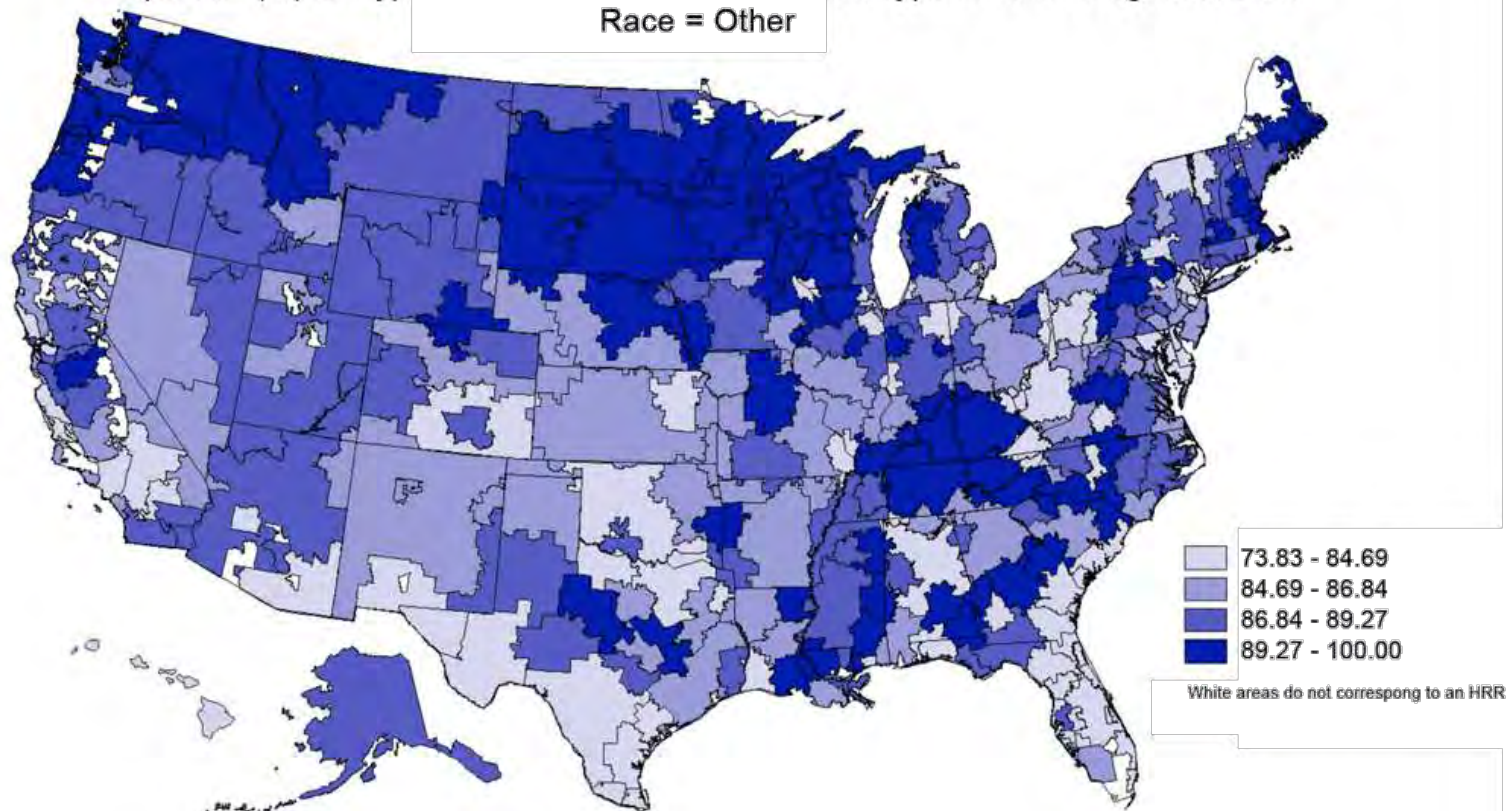 Race = Other
73.83 - 84.69
84.69 - 86.84
86.84 - 89.27
89.27 - 100.00
White areas do not correspong to an HRR